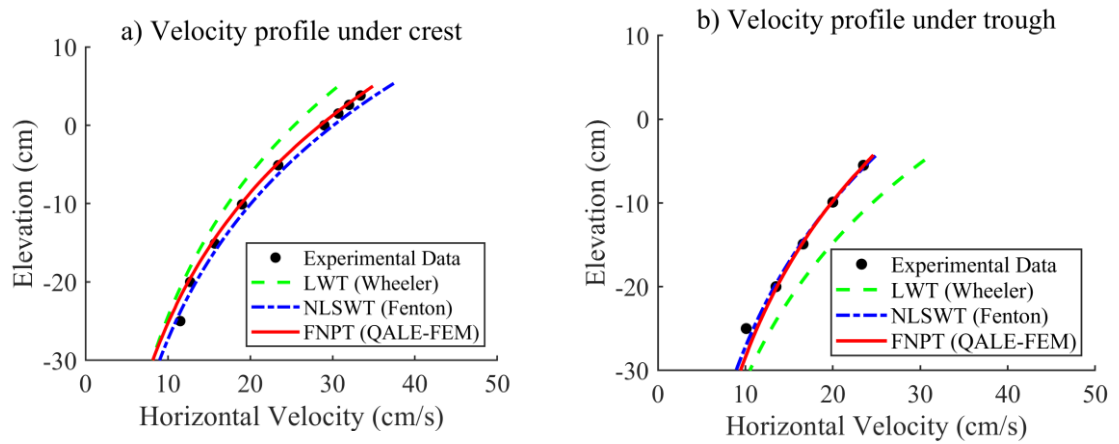 a) Velocity profile under crest
10
0
-10
-20
-30
Elevation (cm)
0
10
20
30
40
50
Horizontal Velocity (cm/s)
Experimental Data
LWT (Wheeler)
NLSWT (Fenton)
FNPT (QALE-FEM)
b) Velocity profile under trough
10
0
-10
-20
-30
Elevation (cm)
0
10
20
30
40
50
Horizontal Velocity (cm/s)
Experimental Data
LWT (Wheeler)
NLSWT (Fenton)
FNPT (QALE-FEM)